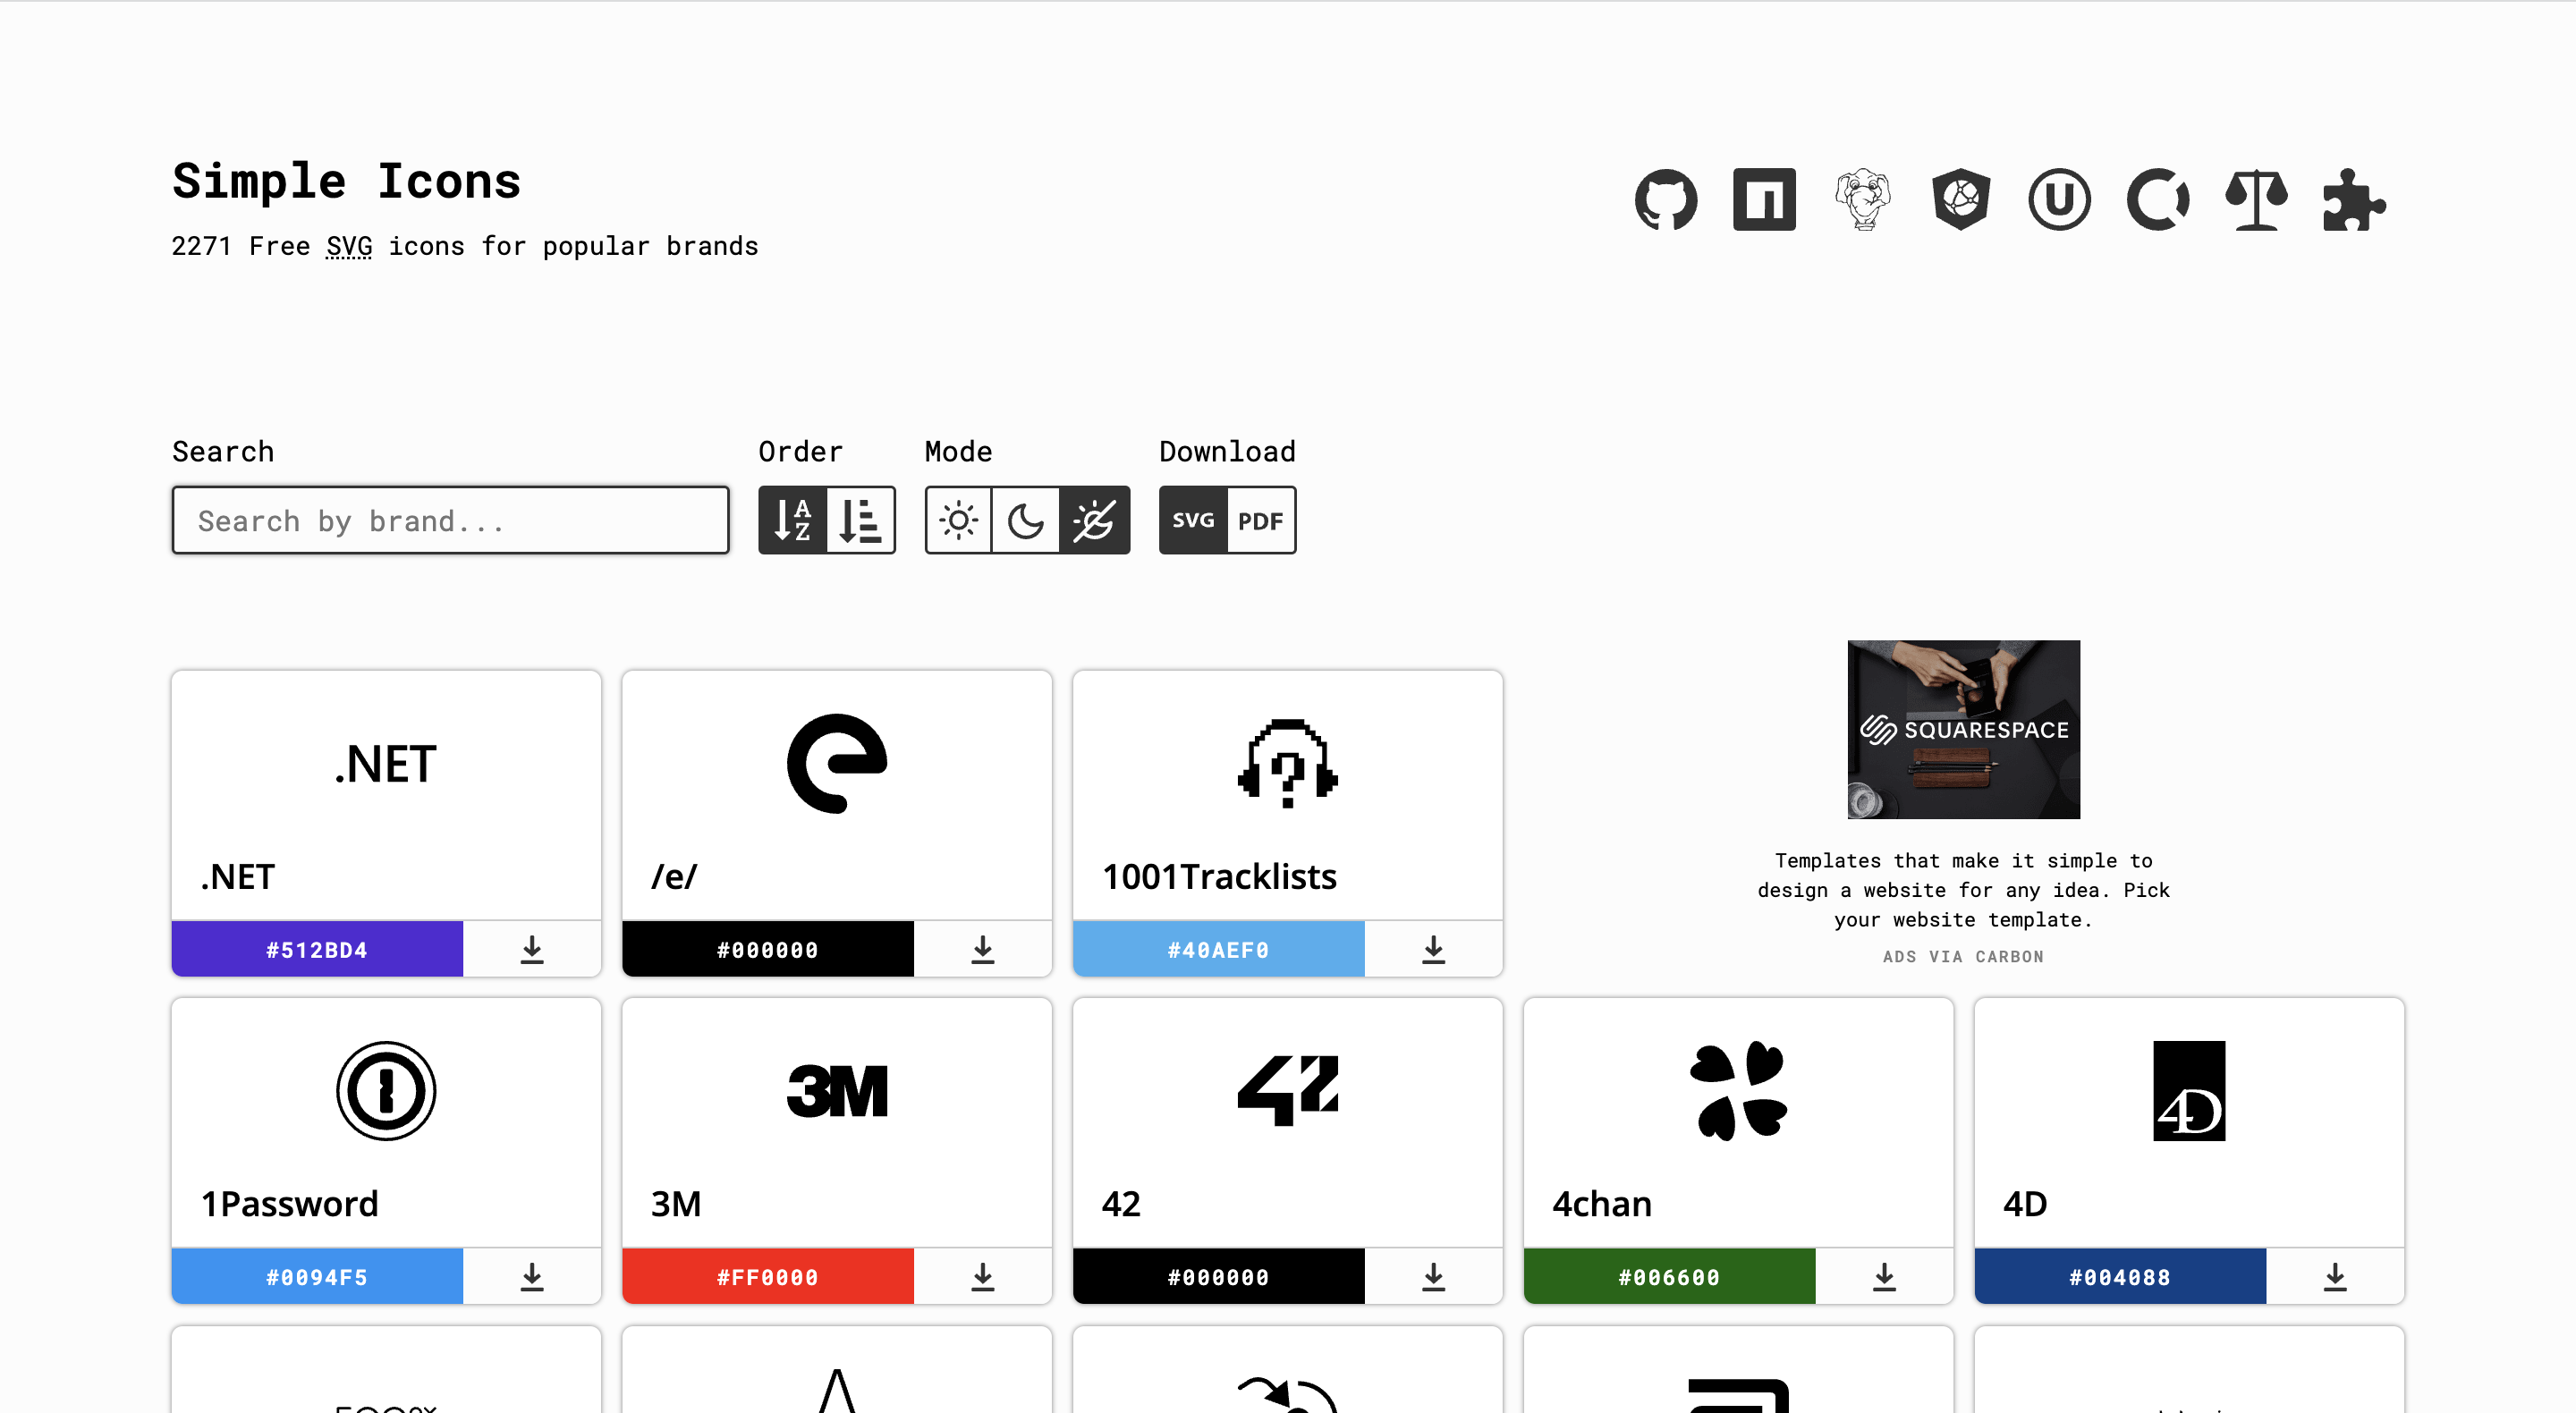 Simple Icons
2271 Free SVG icons for popular brands
Search
Order
Mode
Download
Search by brand...
A
Z
SVG
PDF
.NET
.NET
#512BD4
/e/
#000000
1001Tracklists
#40AEF0
SQUARESPACE
Templates that make it simple to
design a website for any idea. Pick
your website template.
ADS VIA CARBON
1Password
#0094F5
3M
3M
#FF0000
42
42
#000000
4chan
#006600
4D
4D
#004088